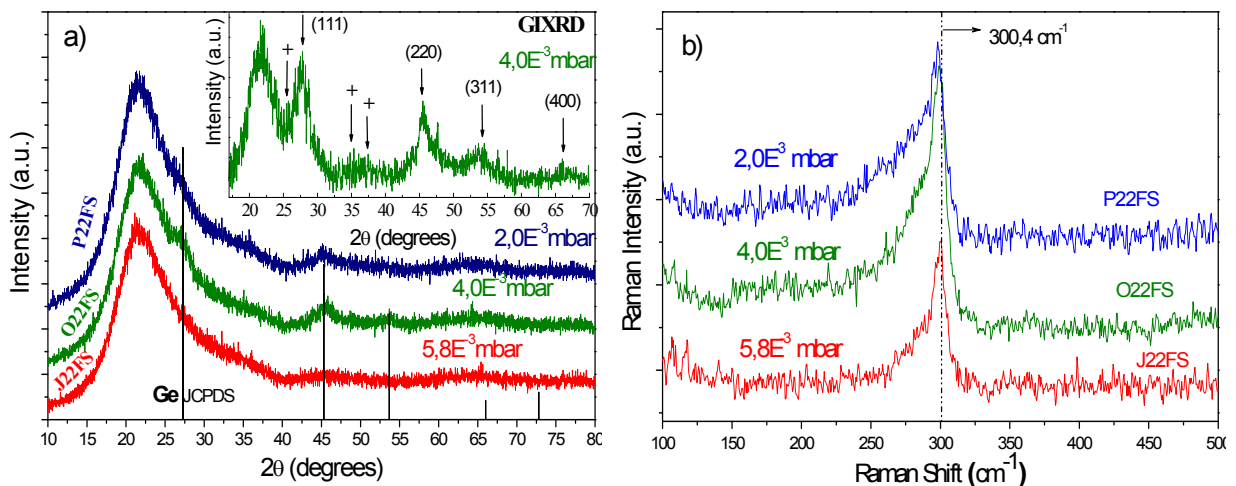 a)
GIXRD
4,0E⁻³mbar
(111)
(220)
(311)
(400)
+
+
+
Intensity (a.u.)
20 25 30 35 40 45 50 55 60 65 70
2θ (degrees)
P22FS
O22FS
J22FS
2,0E⁻³mbar
4,0E⁻³mbar
5,8E⁻³mbar
Ge JCPDS
Intensity (a.u.)
10 15 20 25 30 35 40 45 50 55 60 65 70 75 80
2θ (degrees)
b)
300,4 cm⁻¹
2,0E³ mbar
P22FS
4,0E³ mbar
O22FS
5,8E³ mbar
J22FS
Raman Intensity (a.u.)
100 150 200 250 300 350 400 450 500
Raman Shift (cm⁻¹)